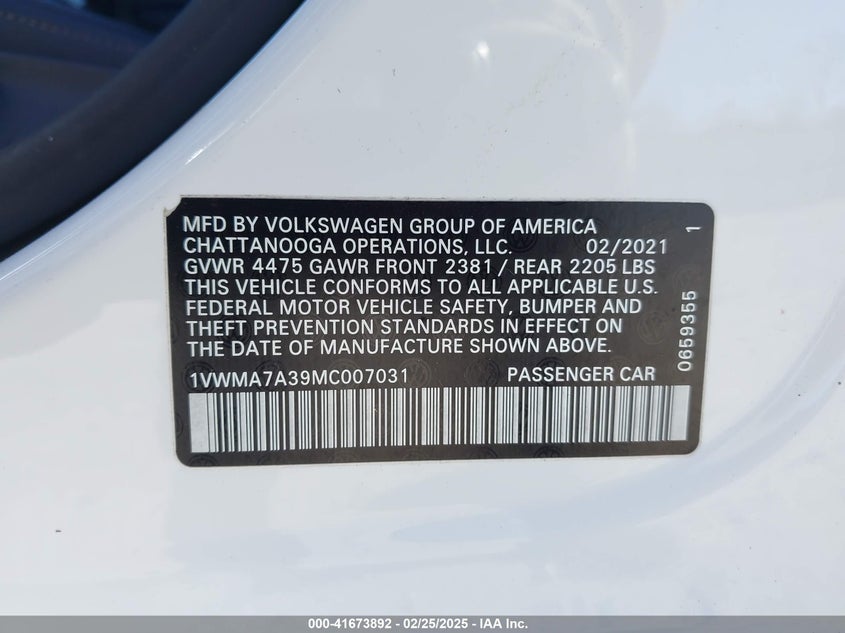 MFD BY VOLKSWAGEN GROUP OF AMERICA
CHATTANOOGA OPERATIONS, LLC. 02/2021 1
GVWR 4475 GAWR FRONT 2381 / REAR 2205 LBS
THIS VEHICLE CONFORMS TO ALL APPLICABLE U.S.
FEDERAL MOTOR VEHICLE SAFETY, BUMPER AND
THEFT PREVENTION STANDARDS IN EFFECT ON
THE DATE OF MANUFACTURE SHOWN ABOVE.
0659355
1VWMA7A39MC007031 PASSENGER CAR
000-41673892 - 02/25/2025 - IAA Inc.